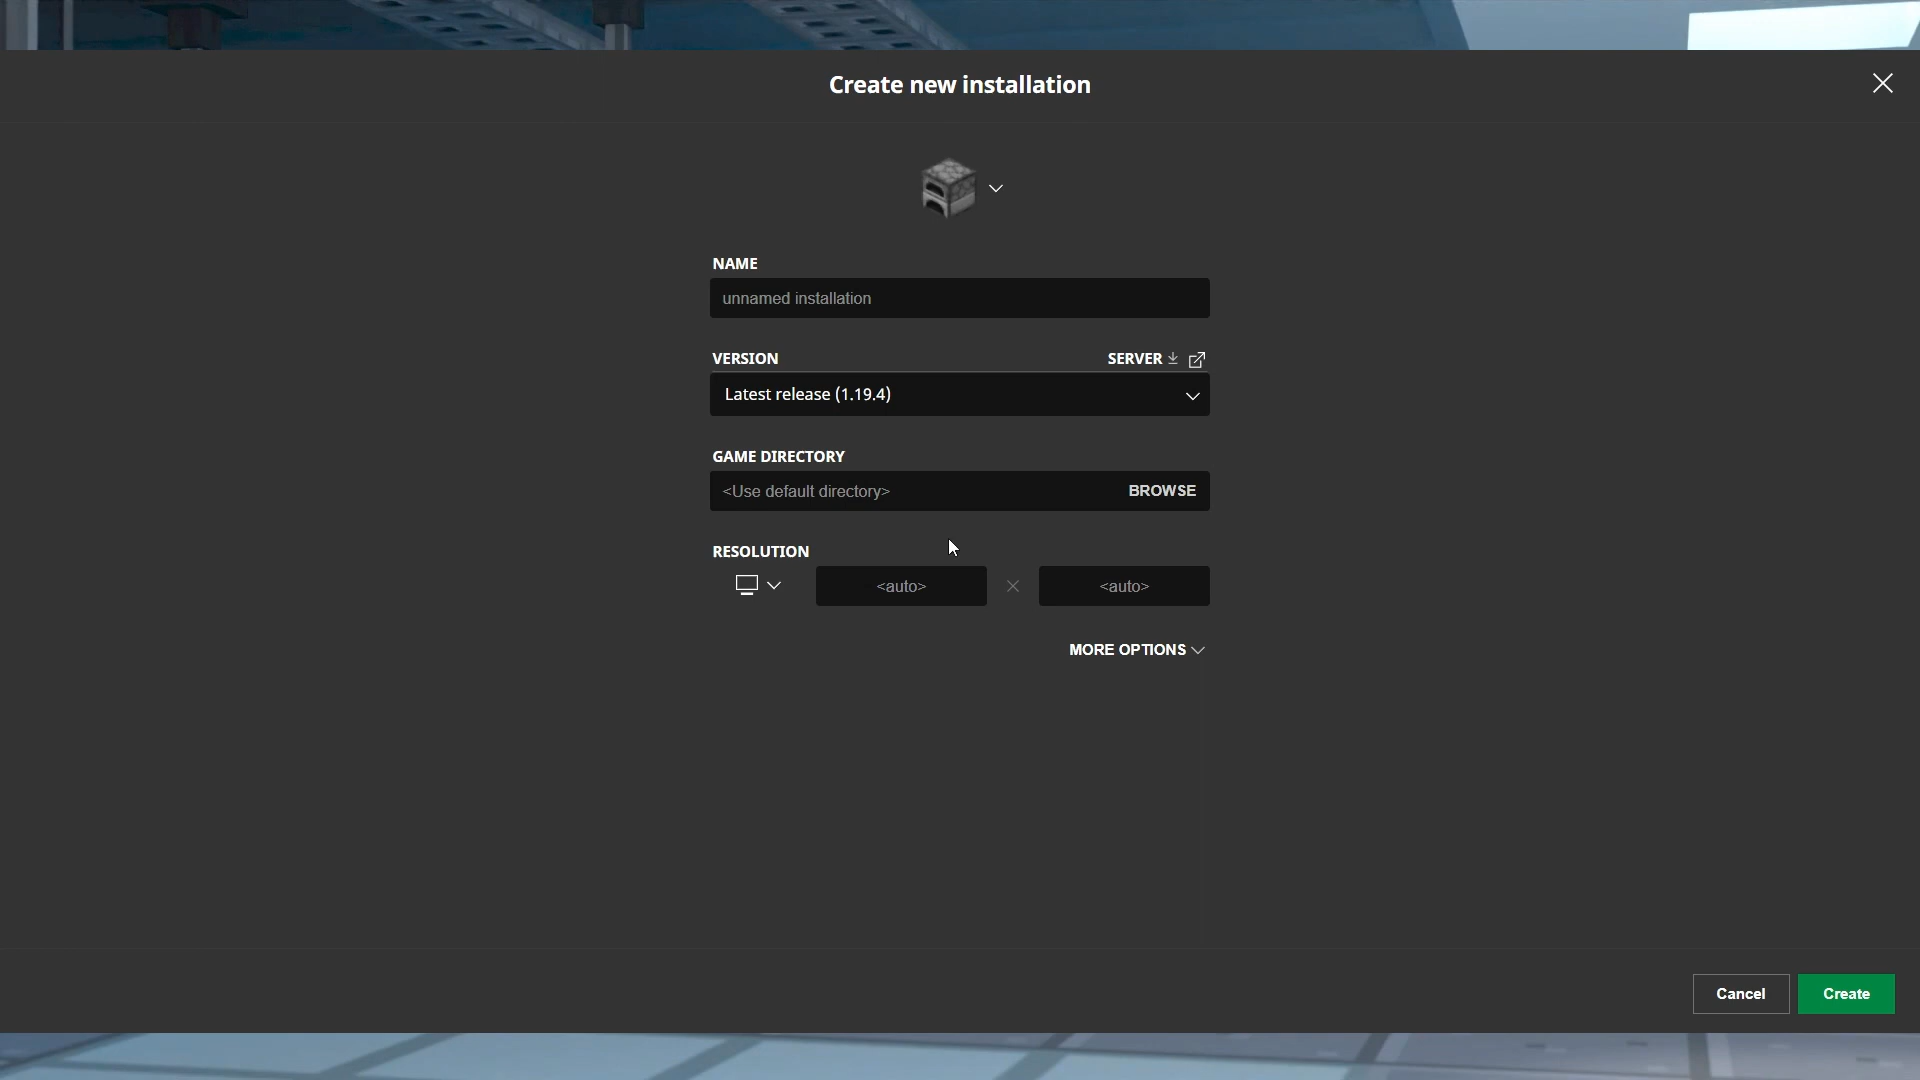 Create new installation
NAME
unnamed installation
VERSION
SERVER
Latest release (1.19.4)
GAME DIRECTORY
<Use default directory>
BROWSE
RESOLUTION
<auto>
<auto>
MORE OPTIONS
Cancel
Create